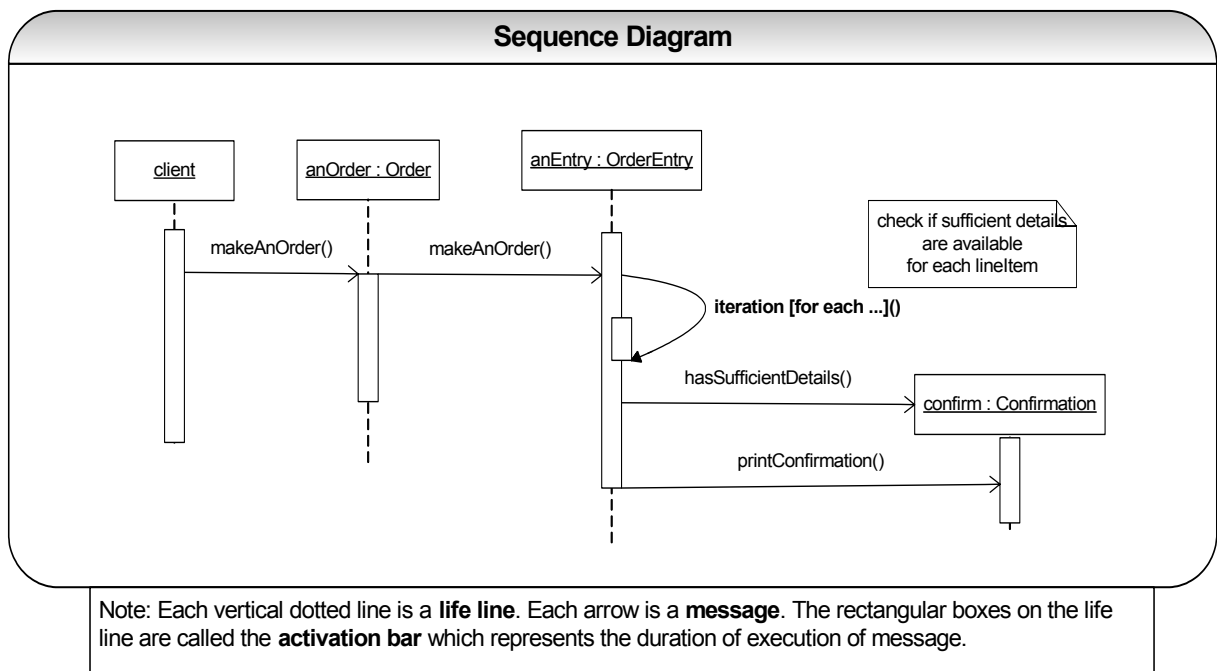 Sequence Diagram
client
anOrder : Order
anEntry : OrderEntry
check if sufficient details
are available
for each lineItem
makeAnOrder()
makeAnOrder()
iteration [for each ...]()
hasSufficientDetails()
confirm : Confirmation
printConfirmation()
Note: Each vertical dotted line is a life line. Each arrow is a message. The rectangular boxes on the life
line are called the activation bar which represents the duration of execution of message.